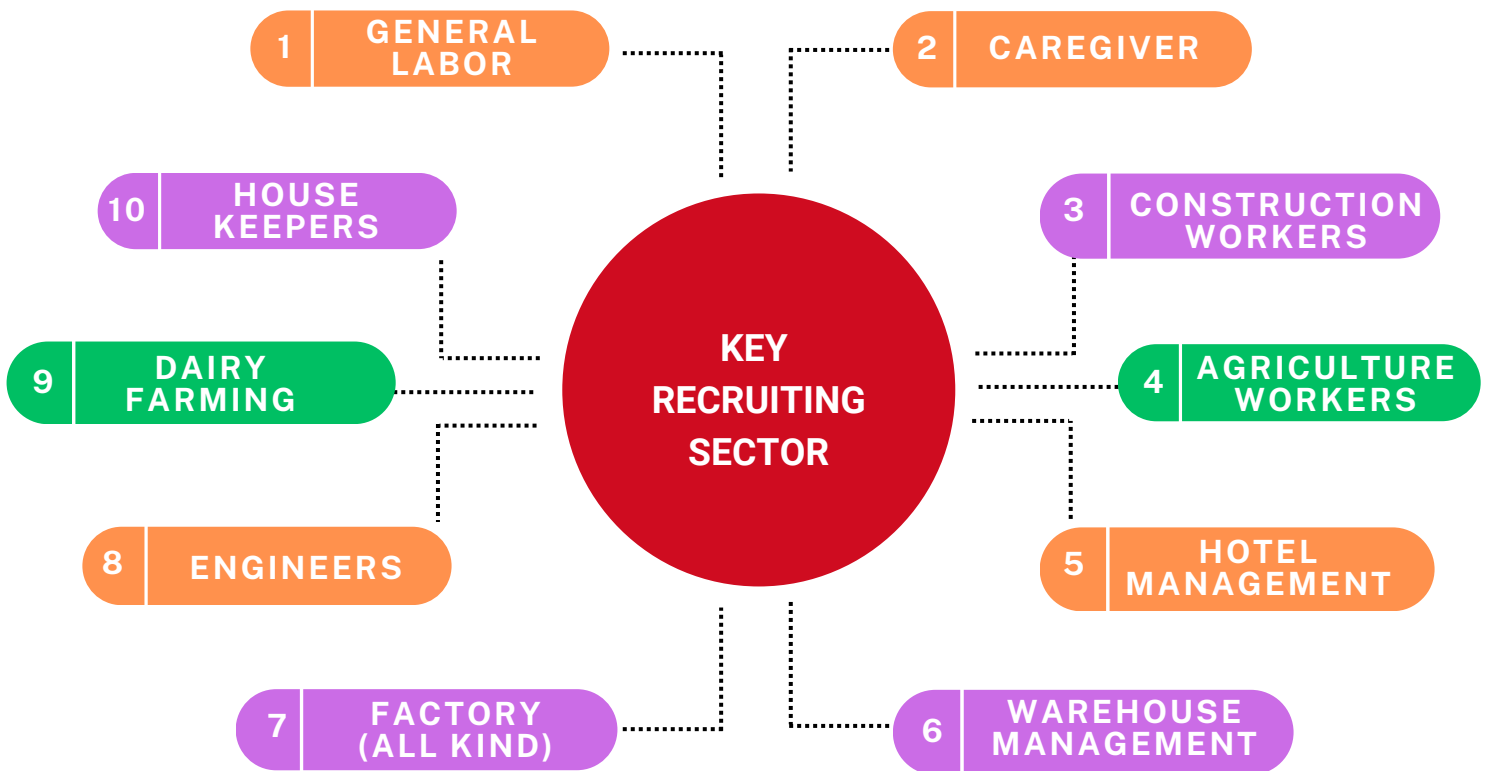 1
GENERAL
LABOR
2
CAREGIVER
10
HOUSE
KEEPERS
3
CONSTRUCTION
WORKERS
KEY
RECRUITING
SECTOR
9
DAIRY
FARMING
4
AGRICULTURE
WORKERS
8
ENGINEERS
5
HOTEL
MANAGEMENT
7
FACTORY
(ALL KIND)
6
WAREHOUSE
MANAGEMENT